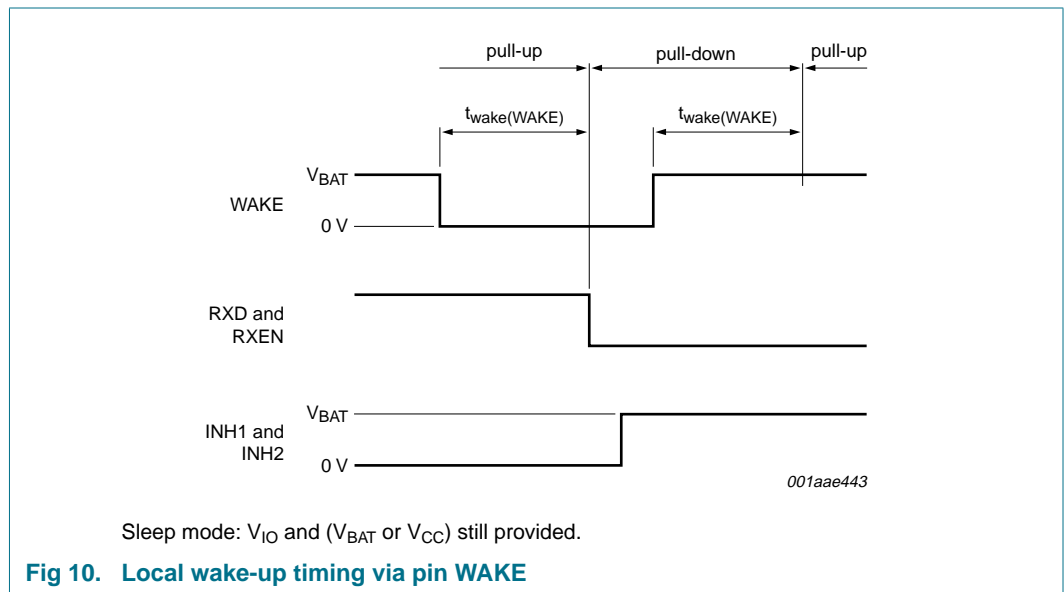 pull-up pull-down pull-up
twake(WAKE) twake(WAKE)
VBAT
WAKE
0 V
RXD and
RXEN
VBAT
INH1 and
INH2
0 V
001aae443
Sleep mode: VIO and (VBAT or VCC) still provided.
Fig 10. Local wake-up timing via pin WAKE